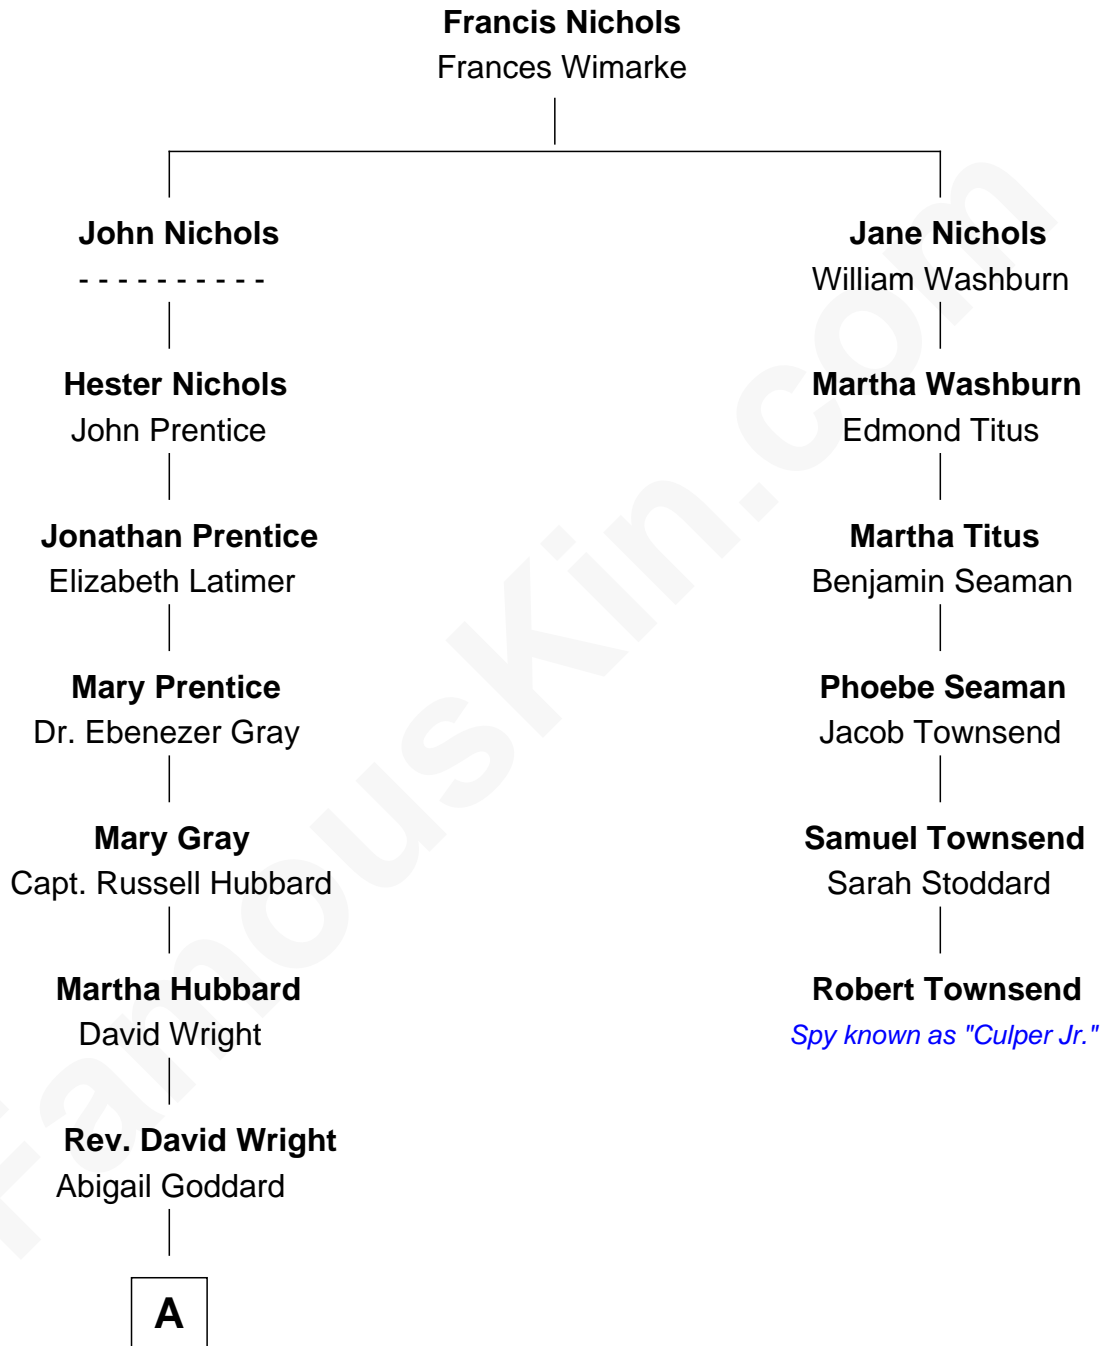 Francis Nichols
Frances Wimarke
John Nichols
- - - - - - - - - -
Hester Nichols
John Prentice
Jonathan Prentice
Elizabeth Latimer
Mary Prentice
Dr. Ebenezer Gray
Mary Gray
Capt. Russell Hubbard
Martha Hubbard
David Wright
Rev. David Wright
Abigail Goddard
A
Jane Nichols
William Washburn
Martha Washburn
Edmond Titus
Martha Titus
Benjamin Seaman
Phoebe Seaman
Jacob Townsend
Samuel Townsend
Sarah Stoddard
Robert Townsend
Spy known as "Culper Jr."
FamousKin.com